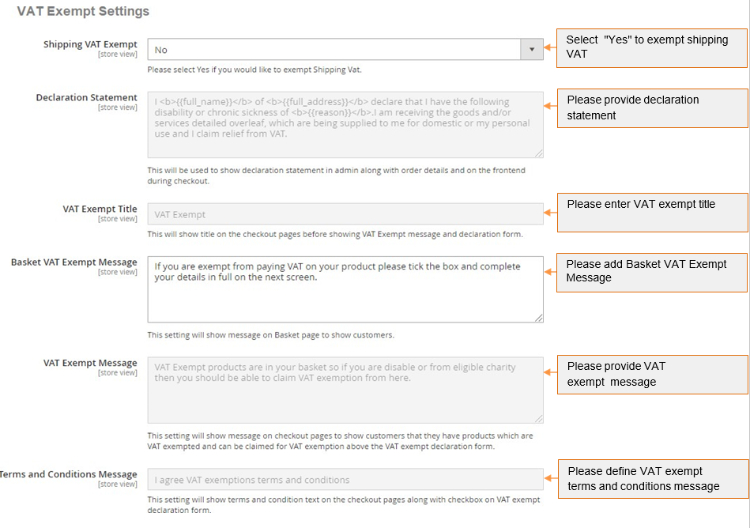 VAT Exempt Settings
Shipping VAT Exempt
[store view]
No
Please select Yes if you would like to exempt Shipping Vat.
Select "Yes" to exempt shipping
VAT
Declaration Statement
[store view]
I <b>{{full_name}}</b> of <b>{{full_address}}</b> declare that I have the following
disability or chronic sickness of <b>{{reason}}</b>.I am receiving the goods and/or
services detailed overleaf, which are being supplied to me for domestic or my personal
use and I claim relief from VAT.
This will be used to show declaration statement in admin along with order details and on the frontend
during checkout.
Please provide declaration
statement
VAT Exempt Title
[store view]
VAT Exempt
This will show title on the checkout pages before showing VAT Exempt message and declaration form.
Please enter VAT exempt title
Basket VAT Exempt Message
[store view]
If you are exempt from paying VAT on your product please tick the box and complete
your details in full on the next screen.
This setting will show message on Basket page to show customers.
Please add Basket VAT Exempt
Message
VAT Exempt Message
[store view]
VAT Exempt products are in your basket so if you are disable or from eligible charity
then you should be able to claim VAT exemption from here.
This setting will show message on checkout pages to show customers that they have products which are
VAT exempted and can be claimed for VAT exemption above the VAT exempt declaration form.
Please provide VAT
exempt message
Terms and Conditions Message
[store view]
I agree VAT exemptions terms and conditions
This setting will show terms and condition text on the checkout pages along with checkbox on VAT exempt
declaration form.
Please define VAT exempt
terms and conditions message